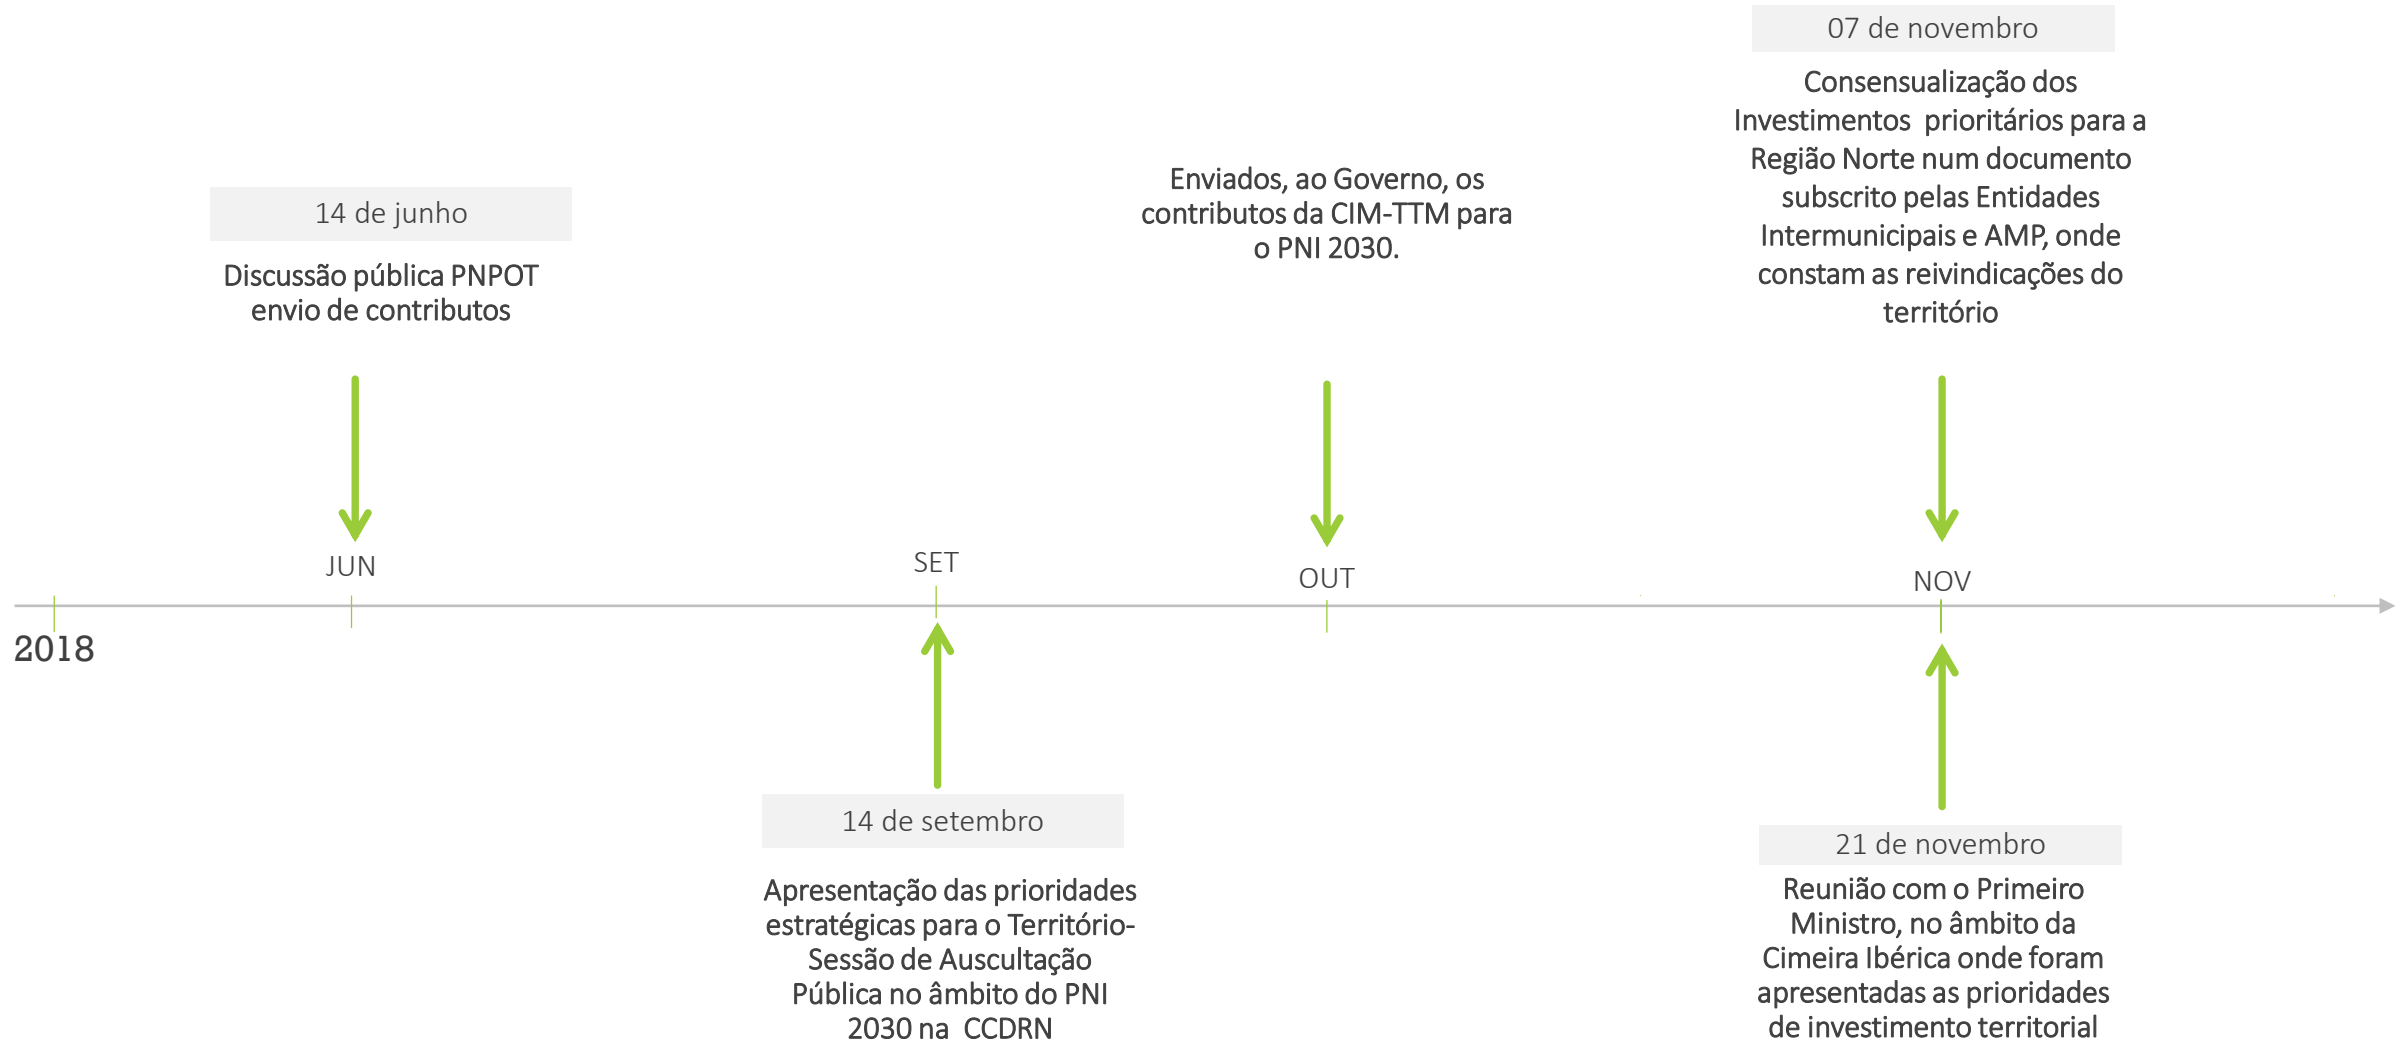 14 de junho
Discussão pública PNPOT
envio de contributos
Enviados, ao Governo, os
contributos da CIM-TTM para
o PNI 2030.
07 de novembro
Consensualização dos
Investimentos  prioritários para a
Região Norte num documento
subscrito pelas Entidades
Intermunicipais e AMP, onde
constam as reivindicações do
território
JUN
SET
OUT
NOV
2018
14 de setembro
Apresentação das prioridades
estratégicas para o Território-
Sessão de Auscultação
Pública no âmbito do PNI
2030 na  CCDRN
21 de novembro
Reunião com o Primeiro
Ministro, no âmbito da
Cimeira Ibérica onde foram
apresentadas as prioridades
de investimento territorial